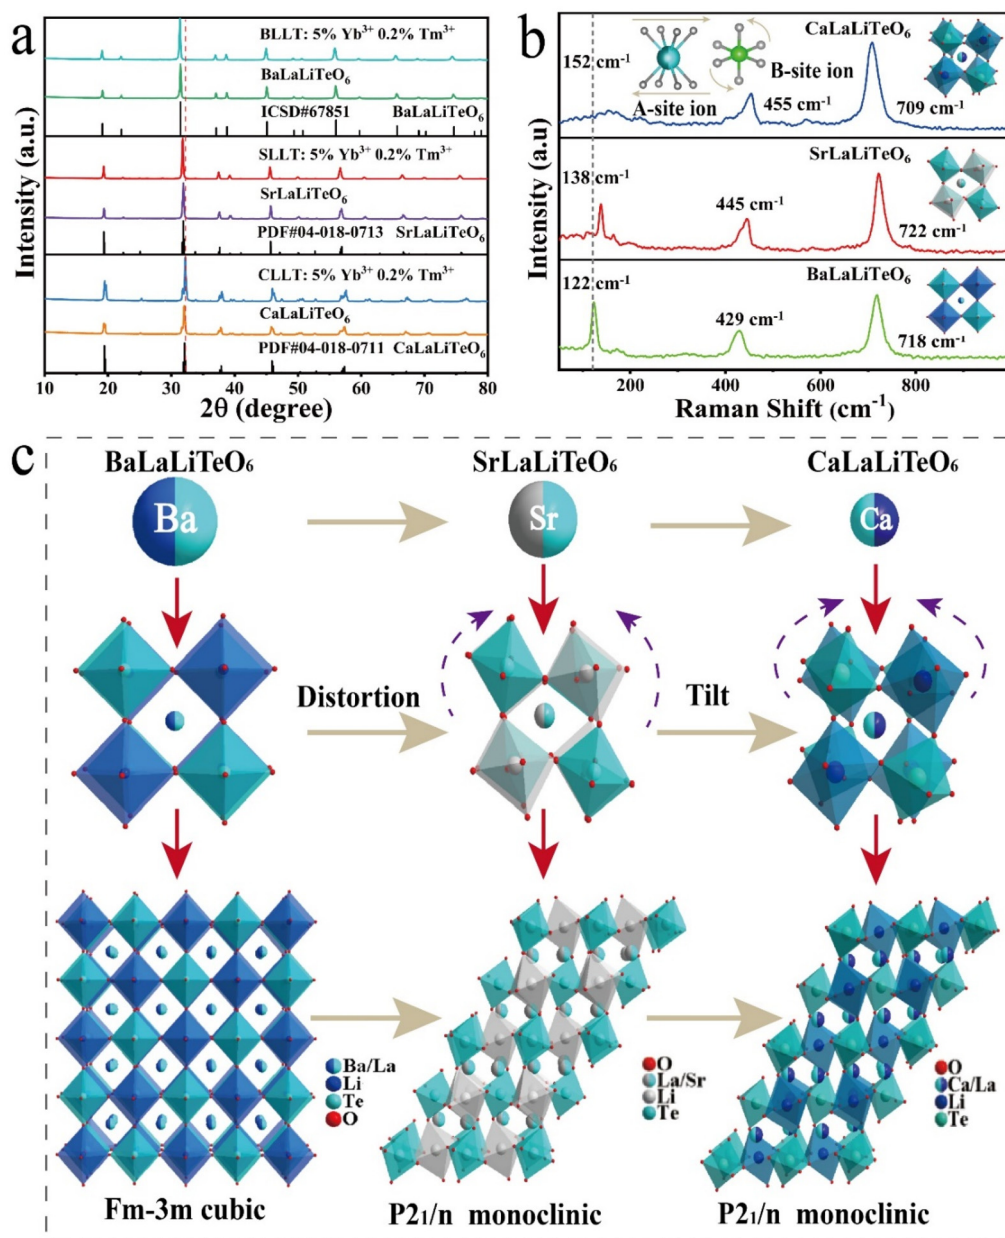 a
Intensity (a.u.)
BLLT: 5% Yb³⁺ 0.2% Tm³⁺
BaLaLiTeO₆
ICSD#67851 BaLaLiTeO₆
SLLT: 5% Yb³⁺ 0.2% Tm³⁺
SrLaLiTeO₆
PDF#04-018-0713 SrLaLiTeO₆
CLLT: 5% Yb³⁺ 0.2% Tm³⁺
CaLaLiTeO₆
PDF#04-018-0711 CaLaLiTeO₆
10 20 30 40 50 60 70 80
2θ (degree)
b
Intensity (a.u)
CaLaLiTeO₆
152 cm⁻¹
B-site ion
A-site ion
455 cm⁻¹
709 cm⁻¹
SrLaLiTeO₆
138 cm⁻¹
445 cm⁻¹
722 cm⁻¹
BaLaLiTeO₆
122 cm⁻¹
429 cm⁻¹
718 cm⁻¹
200 400 600 800
Raman Shift (cm⁻¹)
c
BaLaLiTeO₆ SrLaLiTeO₆ CaLaLiTeO₆
Ba Sr Ca
Distortion Tilt
Ba/La
Li
Te
O
O
La/Sr
Li
Te
O
Ca/La
Li
Te
Fm-3m cubic P2₁/n monoclinic P2₁/n monoclinic